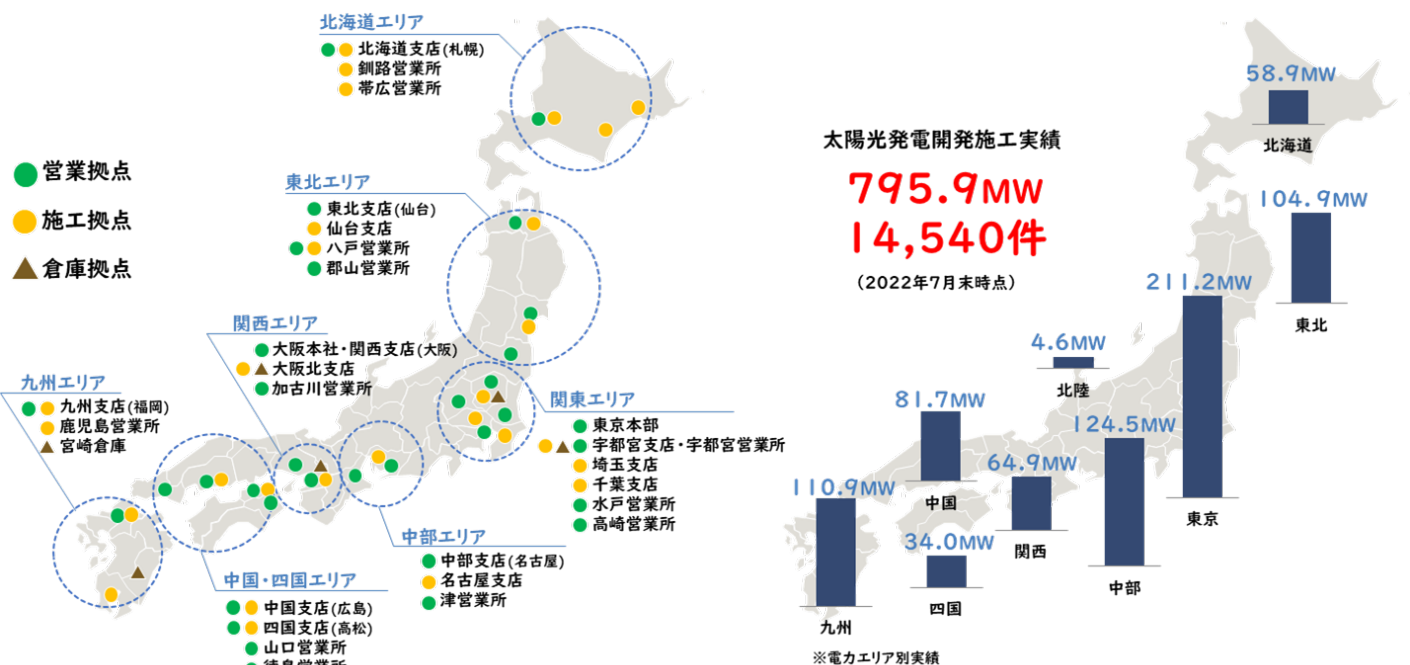 北海道エリア
北海道支店(札幌)
釧路営業所
帯広営業所
営業拠点
施工拠点
倉庫拠点
東北エリア
東北支店(仙台)
仙台支店
八戸営業所
郡山営業所
関西エリア
大阪本社・関西支店(大阪)
大阪北支店
加古川営業所
九州エリア
九州支店(福岡)
鹿児島営業所
宮崎倉庫
関東エリア
東京本部
宇都宮支店・宇都宮営業所
埼玉支店
千葉支店
水戸営業所
高崎営業所
中部エリア
中部支店(名古屋)
名古屋支店
津営業所
中国・四国エリア
中国支店(広島)
四国支店(高松)
山口営業所
太陽光発電開発施工実績
795.9MW
14,540件
(2022年7月末時点)
58.9MW
北海道
104.9MW
東北
211.2MW
東京
4.6MW
北陸
81.7MW
中国
124.5MW
中部
64.9MW
関西
110.9MW
九州
34.0MW
四国
※電力エリア別実績